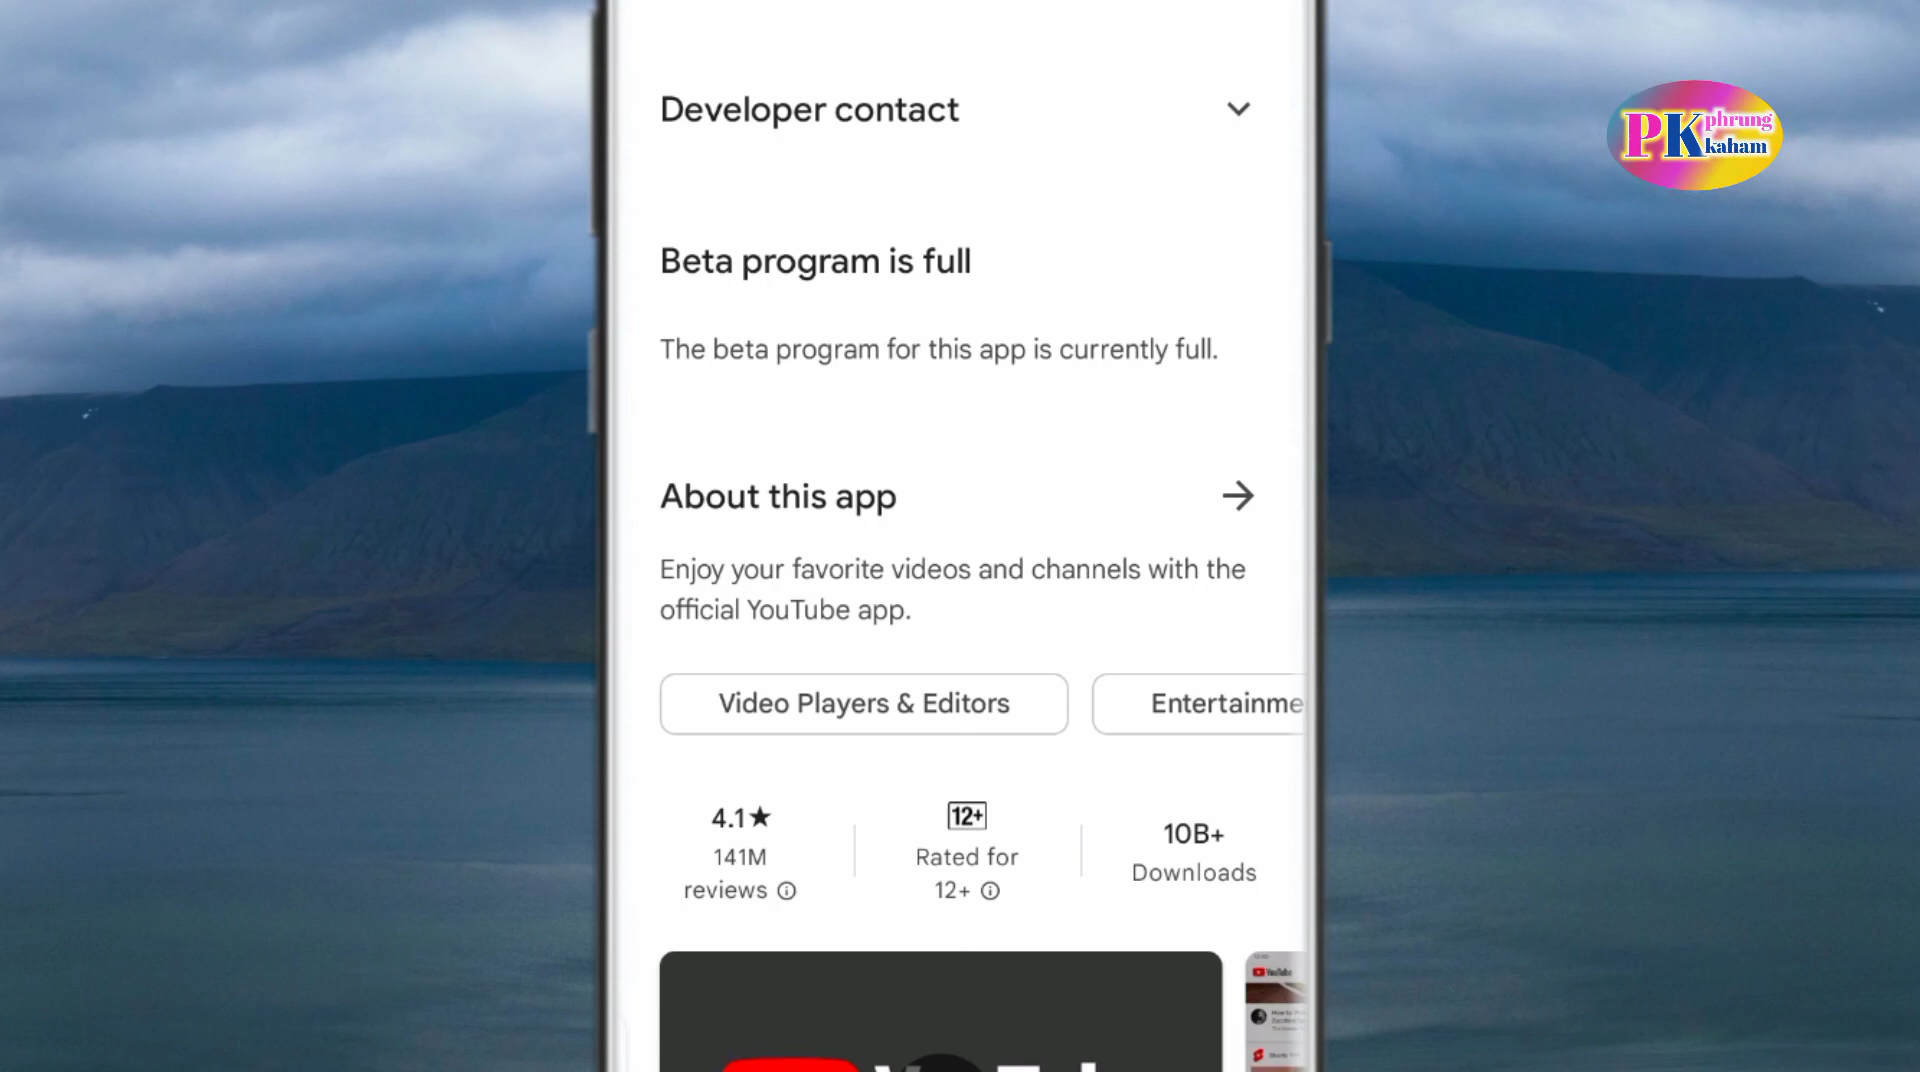 Developer contact
PK phrung
kaham
Beta program is full
The beta program for this app is currently full.
About this app
Enjoy your favorite videos and channels with the
official YouTube app.
Video Players & Editors
Entertainme
4.1★
141M
reviews
12+
Rated for
12+
10B+
Downloads
YouTube